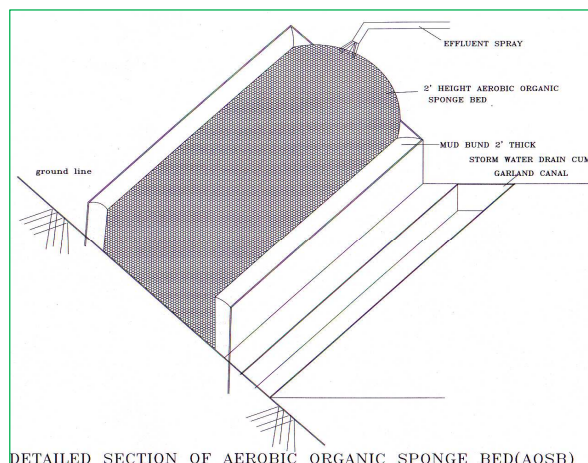 EFFLUENT SPRAY
2' HEIGHT AEROBIC ORGANIC
SPONGE BED
MUD BUND 2' THICK
STORM WATER DRAIN CUM
GARLAND CANAL
ground line
DETAILED SECTION OF AEROBIC ORGANIC SPONGE BED(AOSB)